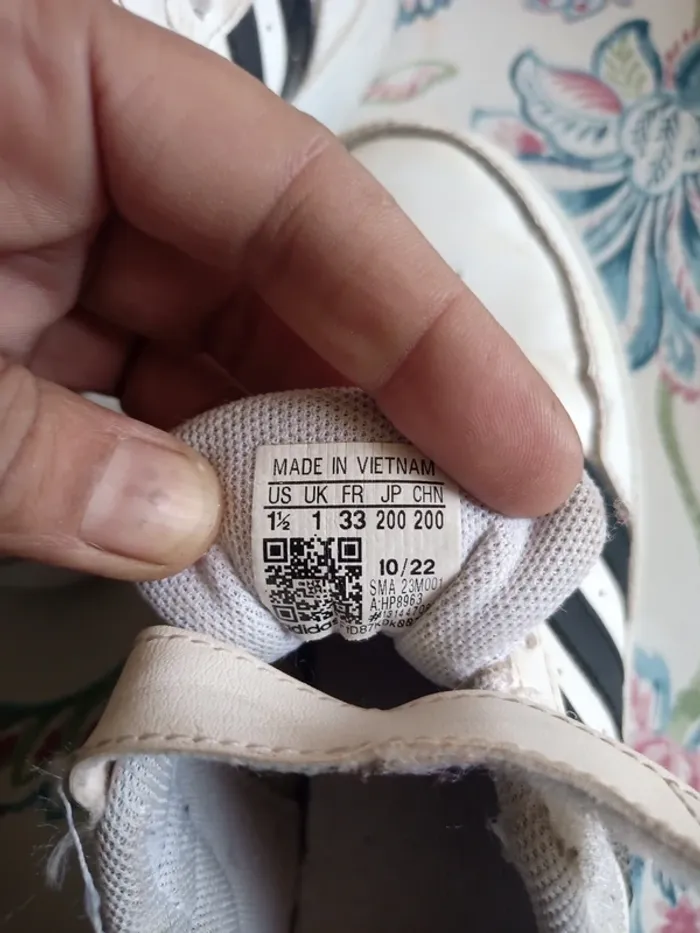 MADE IN VIETNAM
US UK FR JP CHN
1½ 1 33 200 200
10/22
SMA 23M001
A:HP8963
adidas